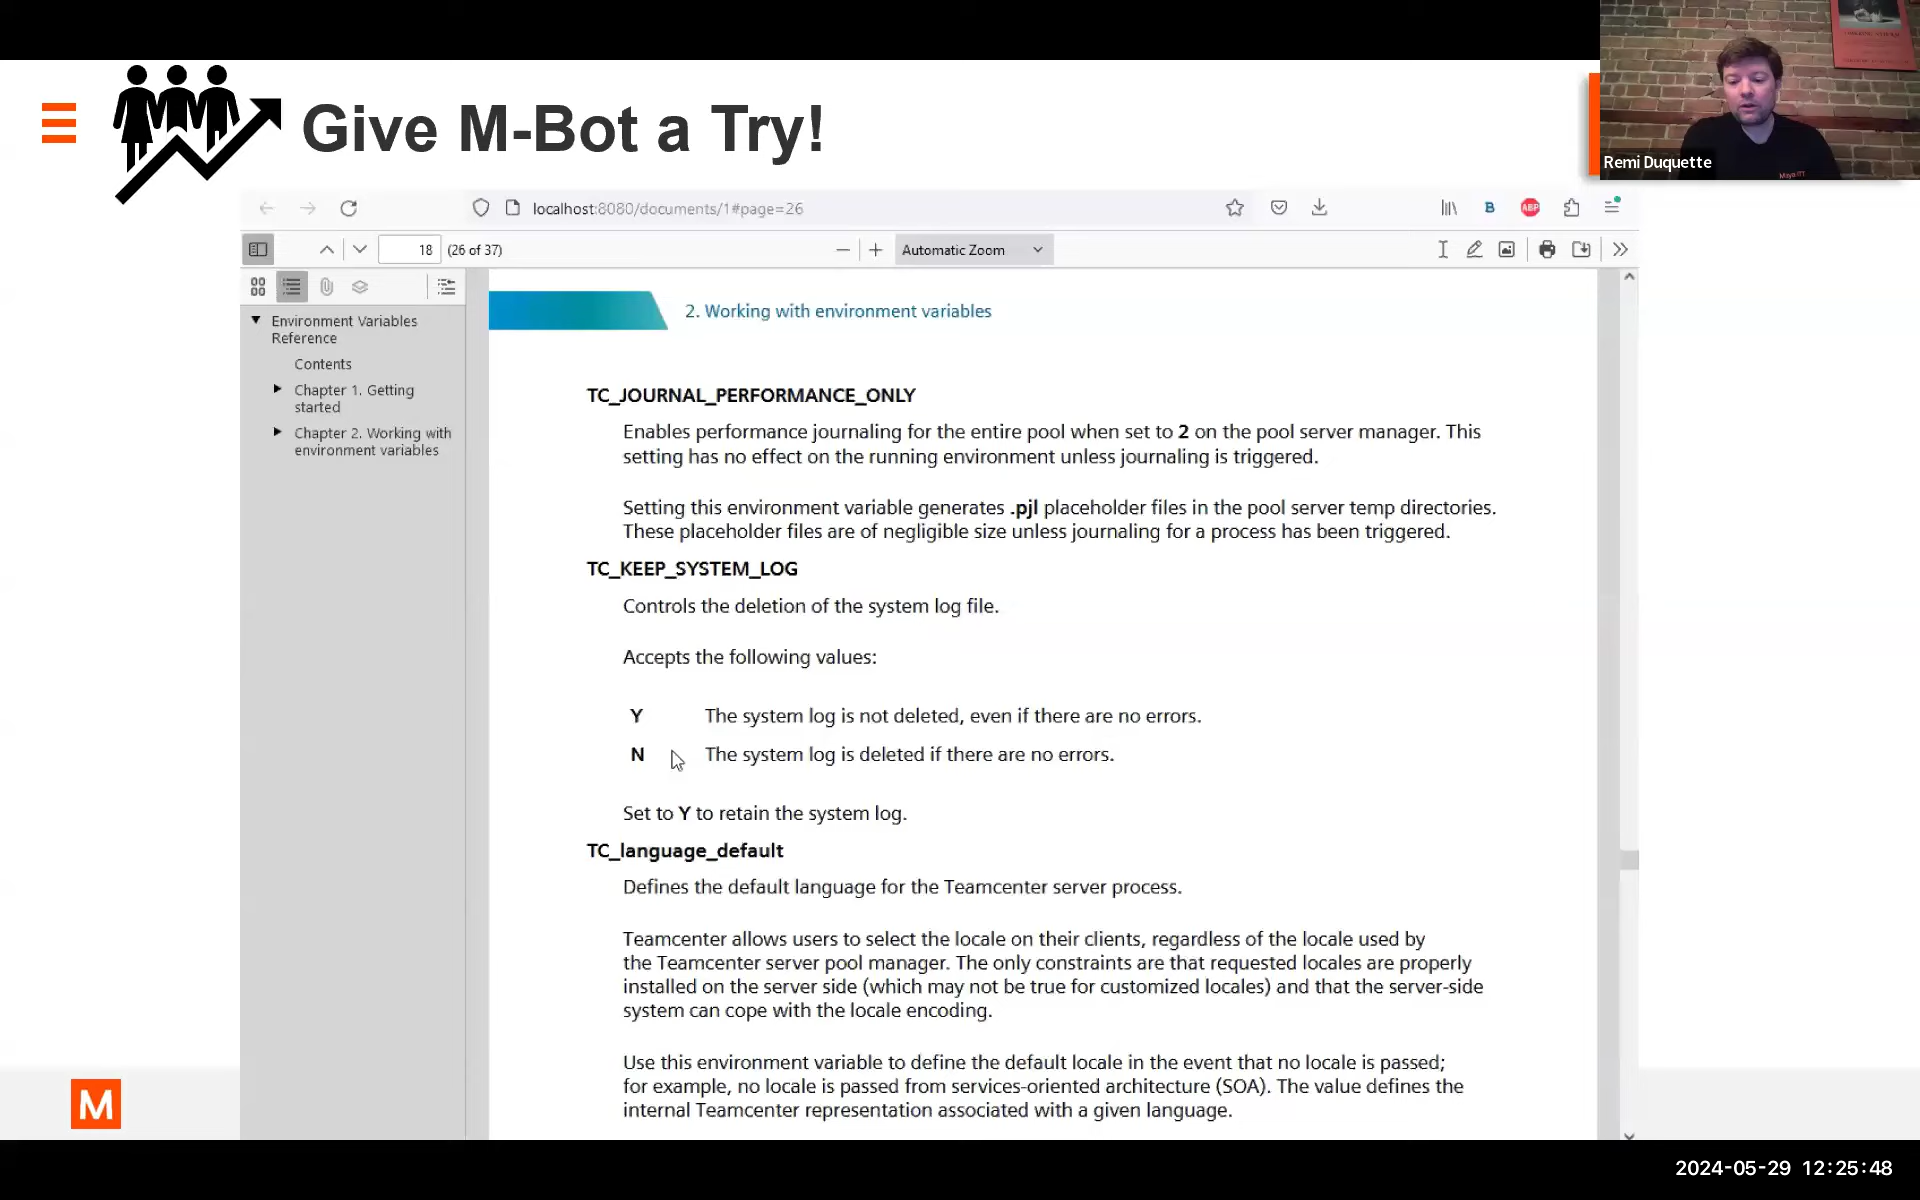 Give M-Bot a Try!
Remi Duquette
Maya HTT
localhost:8080/documents/1#page=26
B
ABP
18 (26 of 37)
Automatic Zoom
Environment Variables
Reference
Contents
Chapter 1. Getting
started
Chapter 2. Working with
environment variables
2. Working with environment variables
TC_JOURNAL_PERFORMANCE_ONLY
Enables performance journaling for the entire pool when set to 2 on the pool server manager. This
setting has no effect on the running environment unless journaling is triggered.
Setting this environment variable generates .pjl placeholder files in the pool server temp directories.
These placeholder files are of negligible size unless journaling for a process has been triggered.
TC_KEEP_SYSTEM_LOG
Controls the deletion of the system log file.
Accepts the following values:
Y The system log is not deleted, even if there are no errors.
N The system log is deleted if there are no errors.
Set to Y to retain the system log.
TC_language_default
Defines the default language for the Teamcenter server process.
Teamcenter allows users to select the locale on their clients, regardless of the locale used by
the Teamcenter server pool manager. The only constraints are that requested locales are properly
installed on the server side (which may not be true for customized locales) and that the server-side
system can cope with the locale encoding.
Use this environment variable to define the default locale in the event that no locale is passed;
for example, no locale is passed from services-oriented architecture (SOA). The value defines the
internal Teamcenter representation associated with a given language.
M
2024-05-29 12:25:48